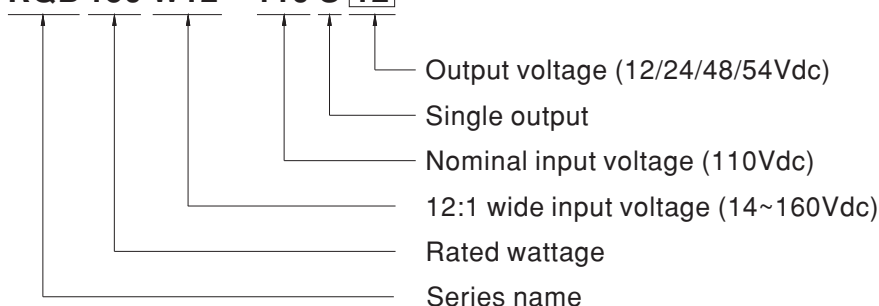 Output voltage (12/24/48/54Vdc)
Single output
Nominal input voltage (110Vdc)
12:1 wide input voltage (14~160Vdc)
Rated wattage
Series name